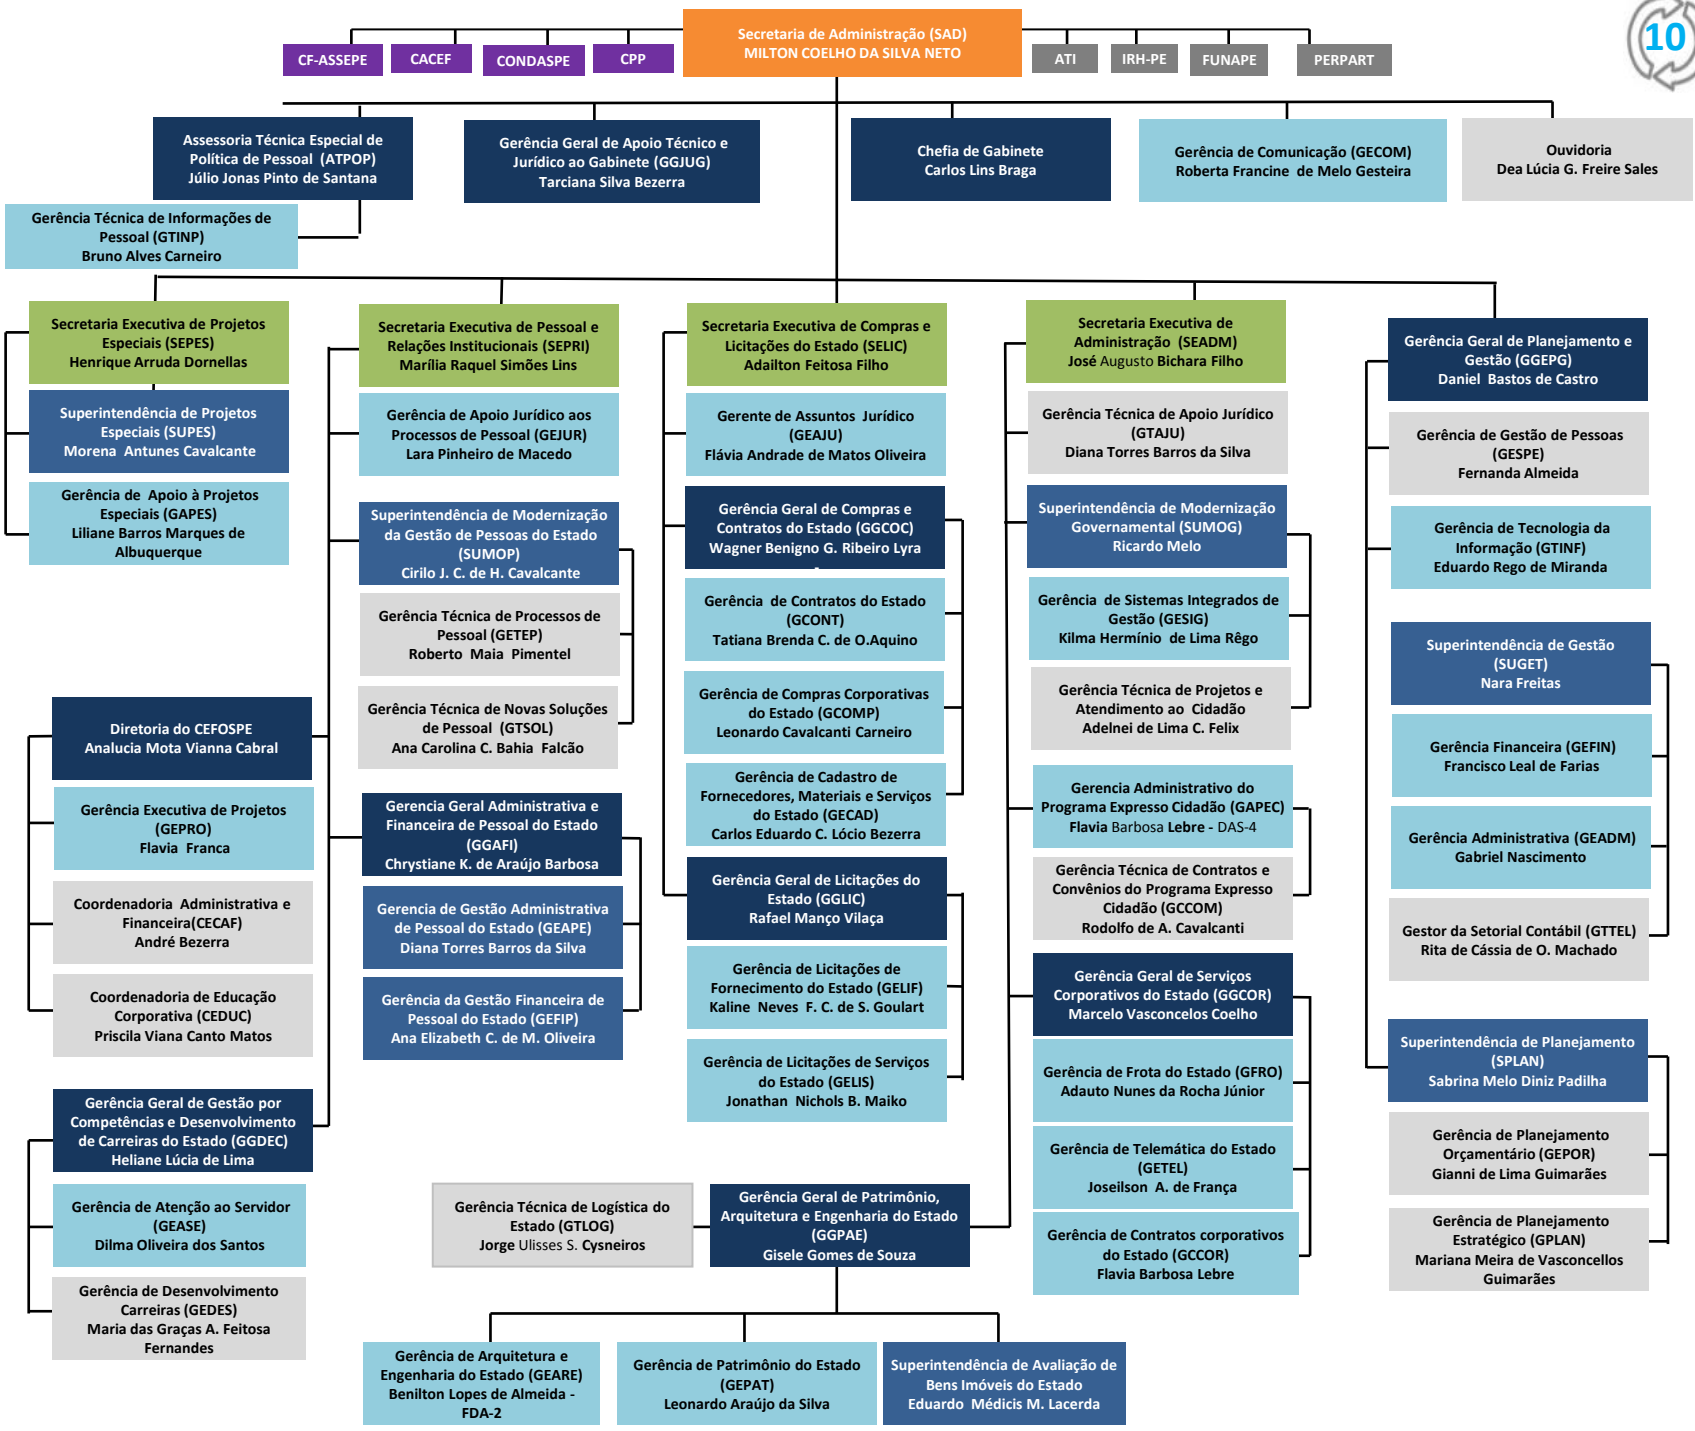 10
Secretaria de Administração (SAD)
MILTON COELHO DA SILVA NETO
CF-ASSEPE
CACEF
CONDASPE
CPP
ATI
IRH-PE
FUNAPE
PERPART
Assessoria Técnica Especial de
Política de Pessoal (ATPOP)
Júlio Jonas Pinto de Santana
Gerência Geral de Apoio Técnico e
Jurídico ao Gabinete (GGJUG)
Tarciana Silva Bezerra
Chefia de Gabinete
Carlos Lins Braga
Gerência de Comunicação (GECOM)
Roberta Francine de Melo Gesteira
Ouvidoria
Dea Lúcia G. Freire Sales
Gerência Técnica de Informações de
Pessoal (GTINP)
Bruno Alves Carneiro
Secretaria Executiva de Projetos
Especiais (SEPES)
Henrique Arruda Dornellas
Superintendência de Projetos
Especiais (SUPES)
Morena Antunes Cavalcante
Gerência de Apoio à Projetos
Especiais (GAPES)
Liliane Barros Marques de
Albuquerque
Diretoria do CEFOSPE
Analucia Mota Vianna Cabral
Gerência Executiva de Projetos
(GEPRO)
Flavia Franca
Coordenadoria Administrativa e
Financeira(CECAF)
André Bezerra
Coordenadoria de Educação
Corporativa (CEDUC)
Priscila Viana Canto Matos
Gerência Geral de Gestão por
Competências e Desenvolvimento
de Carreiras do Estado (GGDEC)
Heliane Lúcia de Lima
Gerência de Atenção ao Servidor
(GEASE)
Dilma Oliveira dos Santos
Gerência de Desenvolvimento
Carreiras (GEDES)
Maria das Graças A. Feitosa
Fernandes
Secretaria Executiva de Pessoal e
Relações Institucionais (SEPRI)
Marília Raquel Simões Lins
Gerência de Apoio Jurídico aos
Processos de Pessoal (GEJUR)
Lara Pinheiro de Macedo
Superintendência de Modernização
da Gestão de Pessoas do Estado
(SUMOP)
Cirilo J. C. de H. Cavalcante
Gerência Técnica de Processos de
Pessoal (GETEP)
Roberto Maia Pimentel
Gerência Técnica de Novas Soluções
de Pessoal (GTSOL)
Ana Carolina C. Bahia Falcão
Gerencia Geral Administrativa e
Financeira de Pessoal do Estado
(GGAFI)
Chrystiane K. de Araújo Barbosa
Gerencia de Gestão Administrativa
de Pessoal do Estado (GEAPE)
Diana Torres Barros da Silva
Gerência da Gestão Financeira de
Pessoal do Estado (GEFIP)
Ana Elizabeth C. de M. Oliveira
Secretaria Executiva de Compras e
Licitações do Estado (SELIC)
Adailton Feitosa Filho
Gerente de Assuntos Jurídico
(GEAJU)
Flávia Andrade de Matos Oliveira
Gerência Geral de Compras e
Contratos do Estado (GGCOC)
Wagner Benigno G. Ribeiro Lyra
-
Gerência de Contratos do Estado
(GCONT)
Tatiana Brenda C. de O.Aquino
Gerência de Compras Corporativas
do Estado (GCOMP)
Leonardo Cavalcanti Carneiro
Gerência de Cadastro de
Fornecedores, Materiais e Serviços
do Estado (GECAD)
Carlos Eduardo C. Lócio Bezerra
Gerência Geral de Licitações do
Estado (GGLIC)
Rafael Manço Vilaça
Gerência de Licitações de
Fornecimento do Estado (GELIF)
Kaline Neves F. C. de S. Goulart
Gerência de Licitações de Serviços
do Estado (GELIS)
Jonathan Nichols B. Maiko
Secretaria Executiva de
Administração (SEADM)
José Augusto Bichara Filho
Gerência Técnica de Apoio Jurídico
(GTAJU)
Diana Torres Barros da Silva
Superintendência de Modernização
Governamental (SUMOG)
Ricardo Melo
Gerência de Sistemas Integrados de
Gestão (GESIG)
Kilma Hermínio de Lima Rêgo
Gerência Técnica de Projetos e
Atendimento ao Cidadão
Adelnei de Lima C. Felix
Gerencia Administrativo do
Programa Expresso Cidadão (GAPEC)
Flavia Barbosa Lebre - DAS-4
Gerência Técnica de Contratos e
Convênios do Programa Expresso
Cidadão (GCCOM)
Rodolfo de A. Cavalcanti
Gerência Geral de Serviços
Corporativos do Estado (GGCOR)
Marcelo Vasconcelos Coelho
Gerência de Frota do Estado (GFRO)
Adauto Nunes da Rocha Júnior
Gerência de Telemática do Estado
(GETEL)
Joseilson A. de França
Gerência de Contratos corporativos
do Estado (GCCOR)
Flavia Barbosa Lebre
Gerência Geral de Planejamento e
Gestão (GGEPG)
Daniel Bastos de Castro
Gerência de Gestão de Pessoas
(GESPE)
Fernanda Almeida
Gerência de Tecnologia da
Informação (GTINF)
Eduardo Rego de Miranda
Superintendência de Gestão
(SUGET)
Nara Freitas
Gerência Financeira (GEFIN)
Francisco Leal de Farias
Gerência Administrativa (GEADM)
Gabriel Nascimento
Gestor da Setorial Contábil (GTTEL)
Rita de Cássia de O. Machado
Superintendência de Planejamento
(SPLAN)
Sabrina Melo Diniz Padilha
Gerência de Planejamento
Orçamentário (GEPOR)
Gianni de Lima Guimarães
Gerência de Planejamento
Estratégico (GPLAN)
Mariana Meira de Vasconcellos
Guimarães
Gerência Técnica de Logística do
Estado (GTLOG)
Jorge Ulisses S. Cysneiros
Gerência Geral de Patrimônio,
Arquitetura e Engenharia do Estado
(GGPAE)
Gisele Gomes de Souza
Gerência de Arquitetura e
Engenharia do Estado (GEARE)
Benilton Lopes de Almeida -
FDA-2
Gerência de Patrimônio do Estado
(GEPAT)
Leonardo Araújo da Silva
Superintendência de Avaliação de
Bens Imóveis do Estado
Eduardo Médicis M. Lacerda